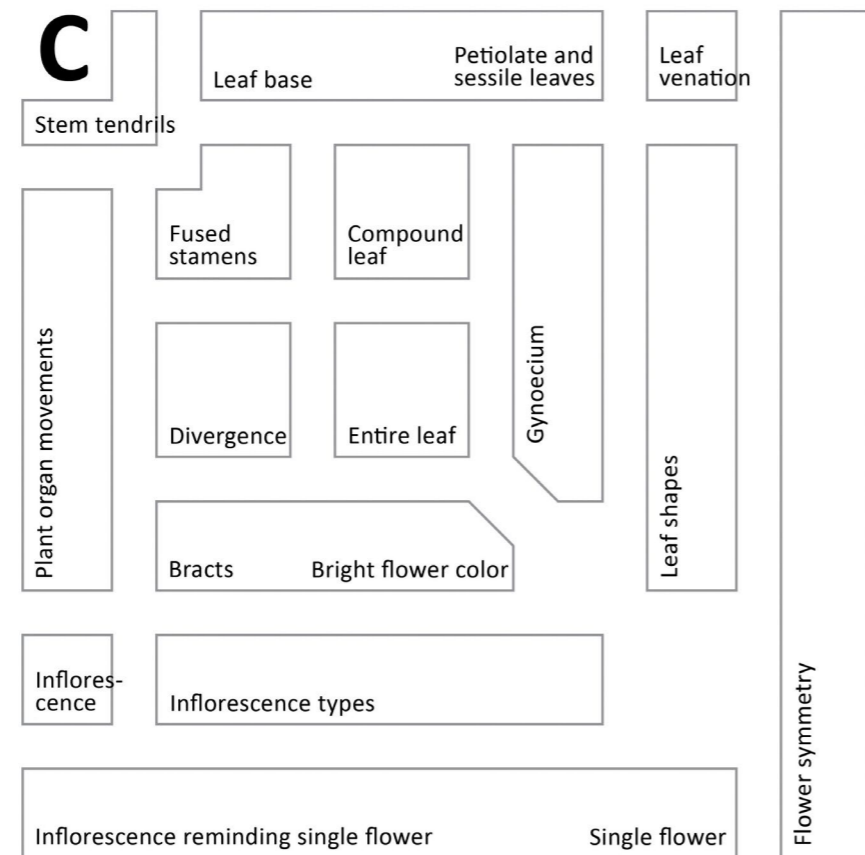 C
Leaf base
Petiolate and
sessile leaves
Leaf
venation
Stem tendrils
Fused
stamens
Compound
leaf
Plant organ movements
Divergence
Entire leaf
Gynoecium
Leaf shapes
Bracts
Bright flower color
Inflores-
cence
Inflorescence types
Flower symmetry
Inflorescence reminding single flower
Single flower